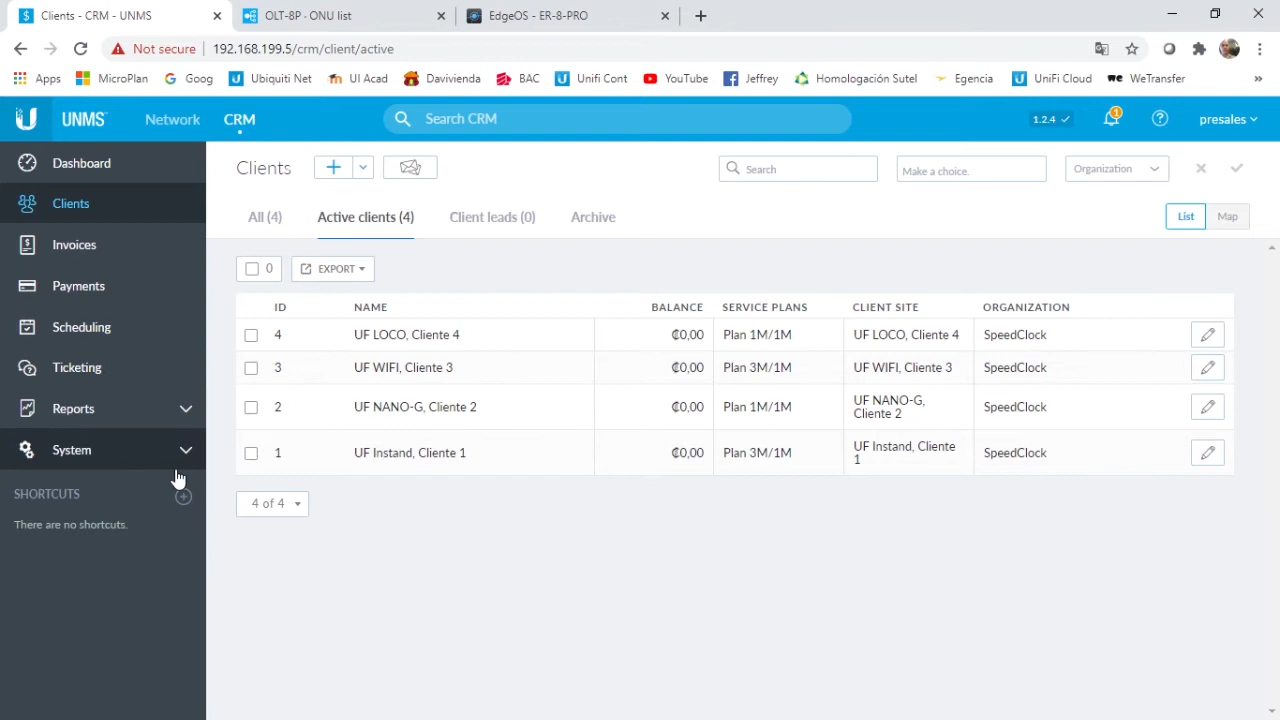 Clients - CRM - UNMS
OLT-8P - ONU list
EdgeOS - ER-8-PRO
Not secure
192.168.199.5/crm/client/active
Apps
MicroPlan
Goog
Ubiquiti Net
UI Acad
Davivienda
BAC
Unifi Cont
YouTube
Jeffrey
Homologación Sutel
Egencia
UniFi Cloud
WeTransfer
»
UNMS
Network
CRM
Search CRM
1.2.4
1
presales
Dashboard
Clients
Invoices
Payments
Scheduling
Ticketing
Reports
System
SHORTCUTS
There are no shortcuts.
Clients
Search
Make a choice.
Organization
All (4)
Active clients (4)
Client leads (0)
Archive
List
Map
0
EXPORT
ID NAME BALANCE SERVICE PLANS CLIENT SITE ORGANIZATION
4 UF LOCO, Cliente 4 ₡0,00 Plan 1M/1M UF LOCO, Cliente 4 SpeedClock
3 UF WIFI, Cliente 3 ₡0,00 Plan 3M/1M UF WIFI, Cliente 3 SpeedClock
2 UF NANO-G, Cliente 2 ₡0,00 Plan 1M/1M UF NANO-G,
Cliente 2 SpeedClock
1 UF Instand, Cliente 1 ₡0,00 Plan 3M/1M UF Instand, Cliente
1 SpeedClock
4 of 4